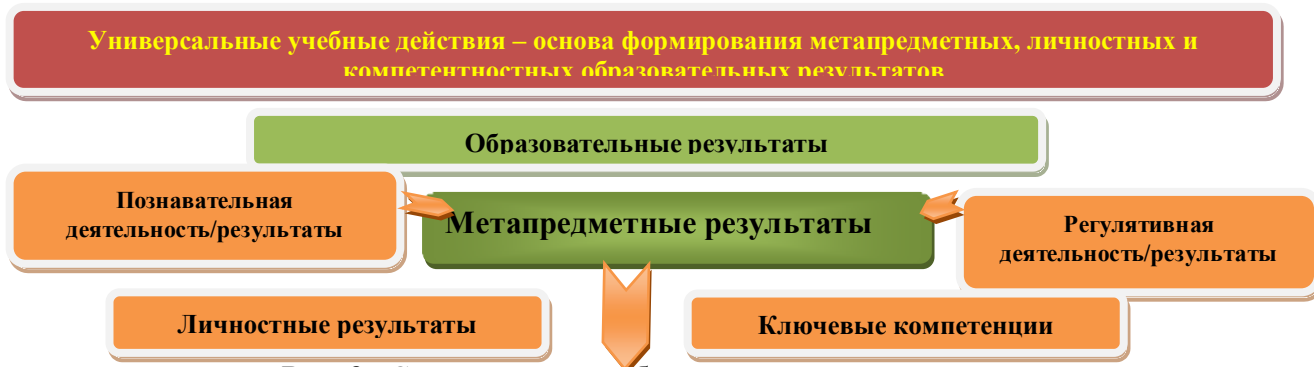 Универсальные учебные действия – основа формирования метапредметных, личностных и
компетентностных образовательных результатов
Образовательные результаты
Познавательная
деятельность/результаты
Метапредметные результаты
Регулятивная
деятельность/результаты
Личностные результаты
Ключевые компетенции